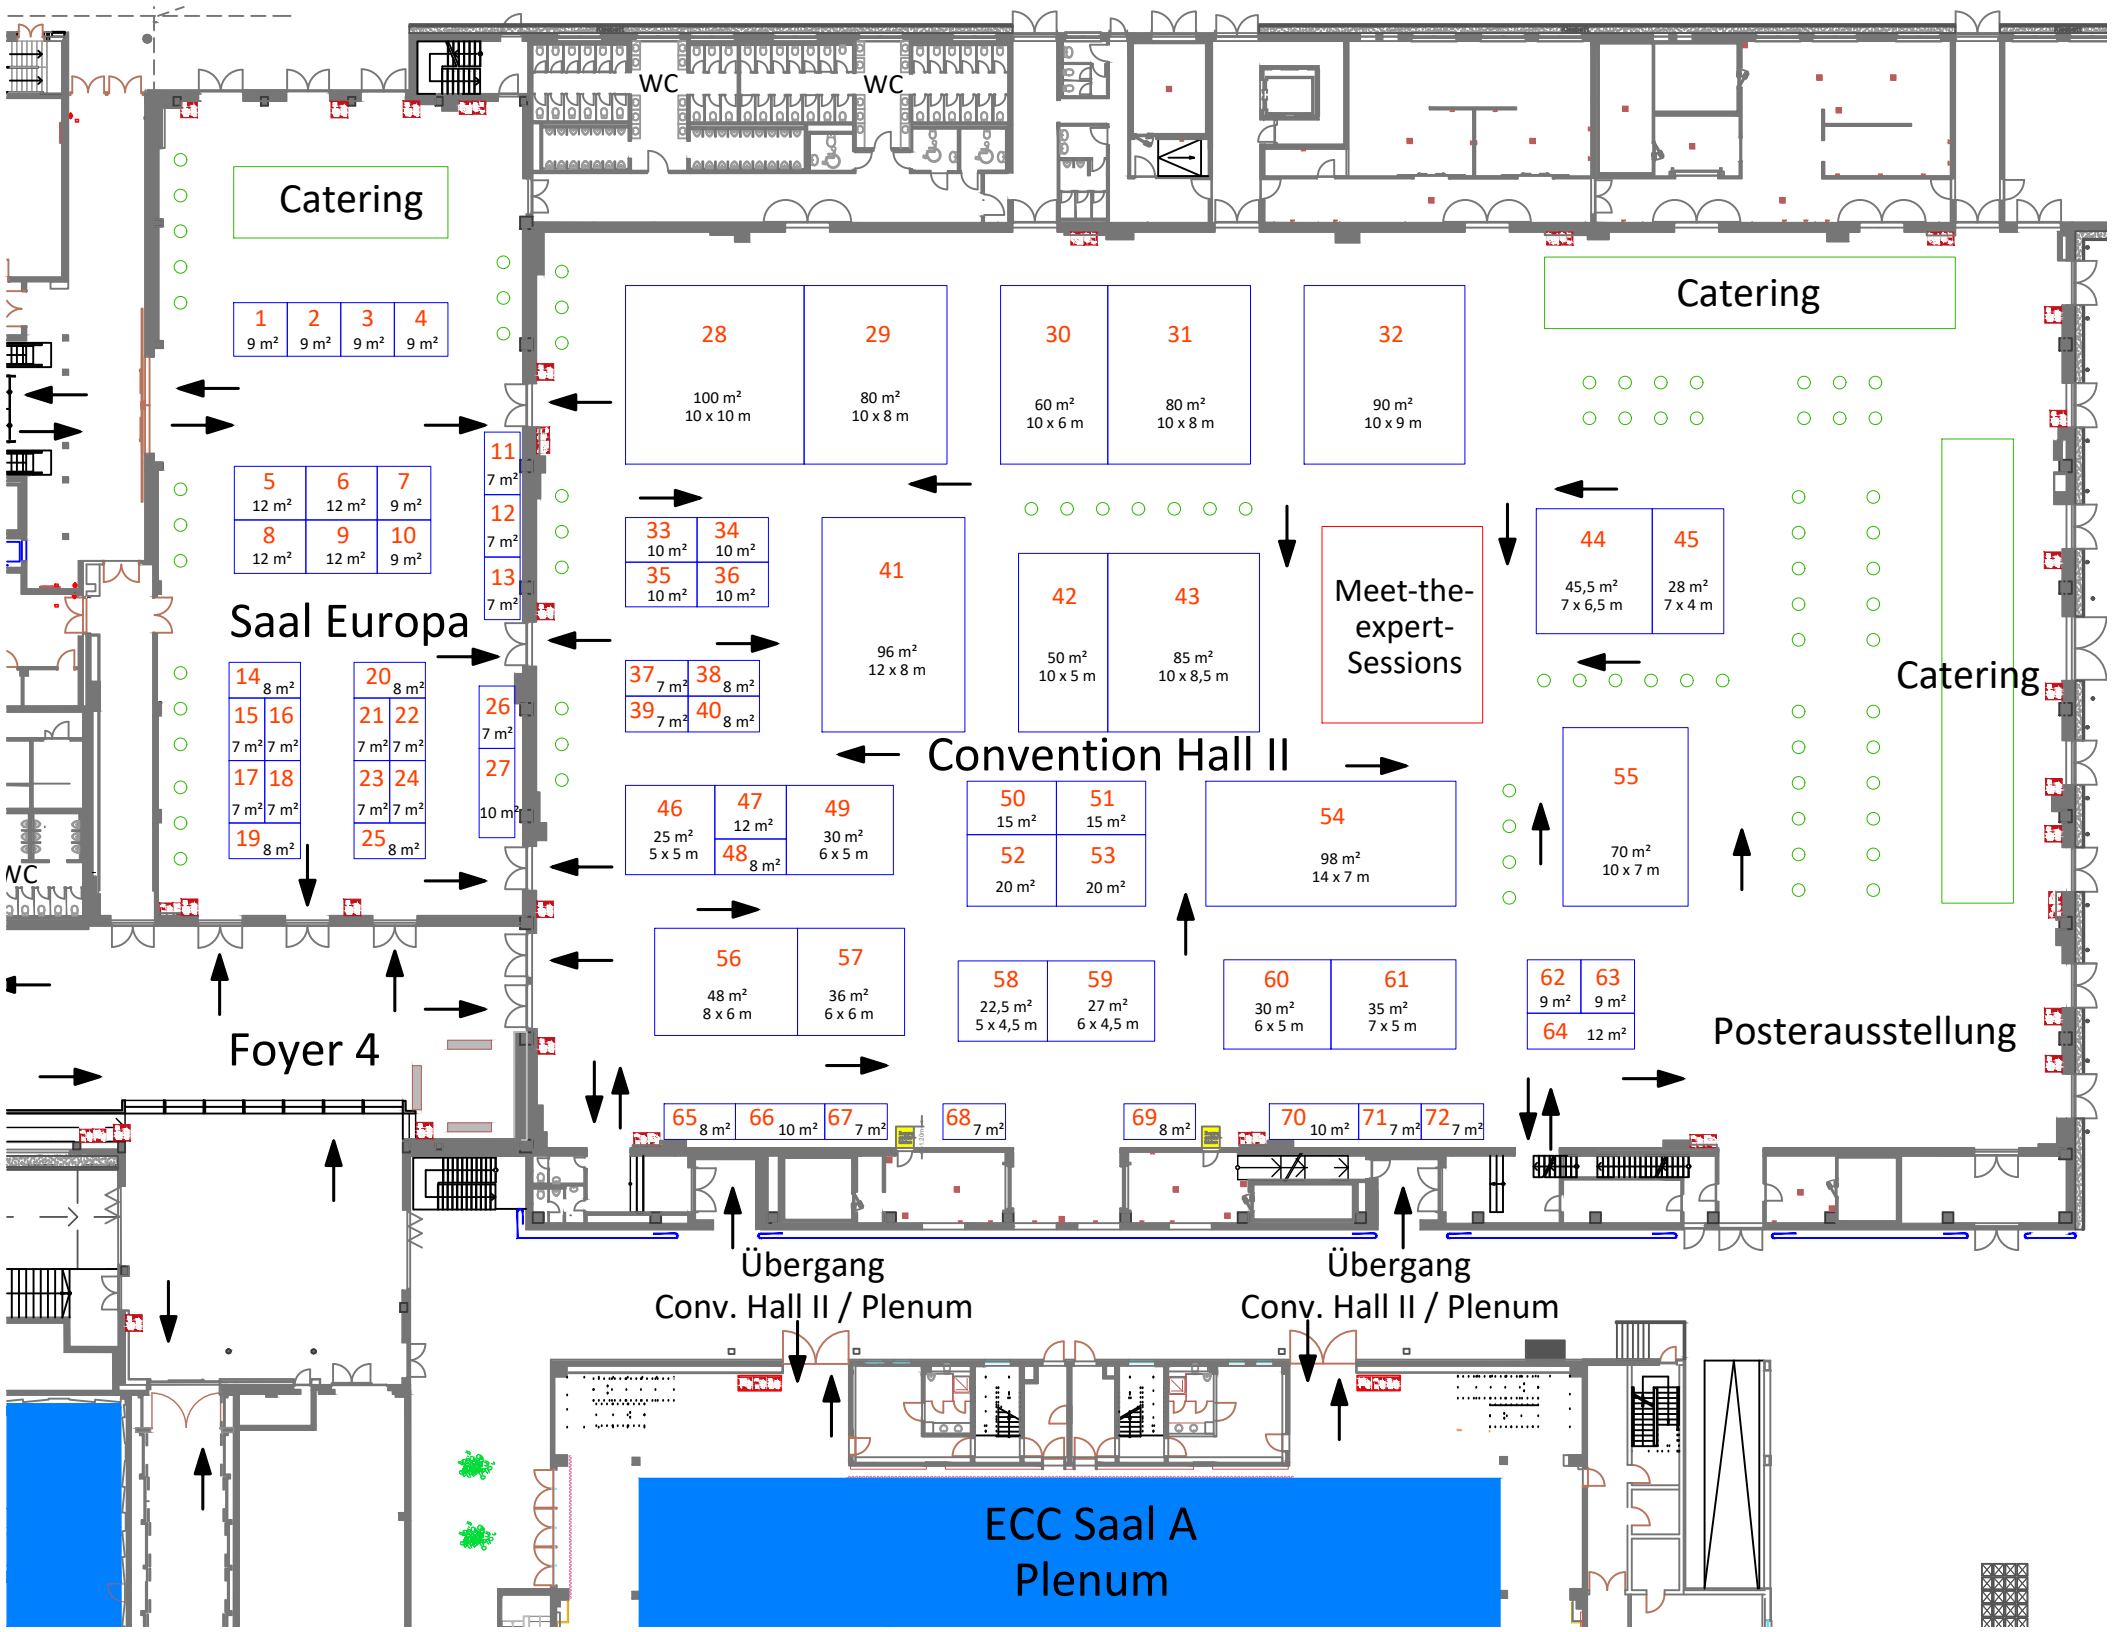 WC
WC
Catering
Catering
1
9 m²
2
9 m²
3
9 m²
4
9 m²
28
100 m²
10 x 10 m
29
80 m²
10 x 8 m
30
60 m²
10 x 6 m
31
80 m²
10 x 8 m
32
90 m²
10 x 9 m
5
12 m²
6
12 m²
7
9 m²
8
12 m²
9
12 m²
10
9 m²
11
7 m²
12
7 m²
13
7 m²
33
10 m²
34
10 m²
35
10 m²
36
10 m²
41
96 m²
12 x 8 m
42
50 m²
10 x 5 m
43
85 m²
10 x 8,5 m
Meet-the-
expert-
Sessions
44
45,5 m²
7 x 6,5 m
45
28 m²
7 x 4 m
Saal Europa
Catering
14 8 m²
15
7 m²
16
7 m²
17
7 m²
18
7 m²
19 8 m²
20 8 m²
21
7 m²
22
7 m²
23
7 m²
24
7 m²
25 8 m²
26
7 m²
27
10 m²
37 7 m²
38 8 m²
39 7 m²
40 8 m²
Convention Hall II
46
25 m²
5 x 5 m
47
12 m²
48 8 m²
49
30 m²
6 x 5 m
50
15 m²
51
15 m²
52
20 m²
53
20 m²
54
98 m²
14 x 7 m
55
70 m²
10 x 7 m
WC
56
48 m²
8 x 6 m
57
36 m²
6 x 6 m
58
22,5 m²
5 x 4,5 m
59
27 m²
6 x 4,5 m
60
30 m²
6 x 5 m
61
35 m²
7 x 5 m
62
9 m²
63
9 m²
64 12 m²
Posterausstellung
Foyer 4
65 8 m²
66 10 m²
67 7 m²
68 7 m²
69 8 m²
70 10 m²
71 7 m²
72 7 m²
Übergang
Conv. Hall II / Plenum
Übergang
Conv. Hall II / Plenum
ECC Saal A
Plenum